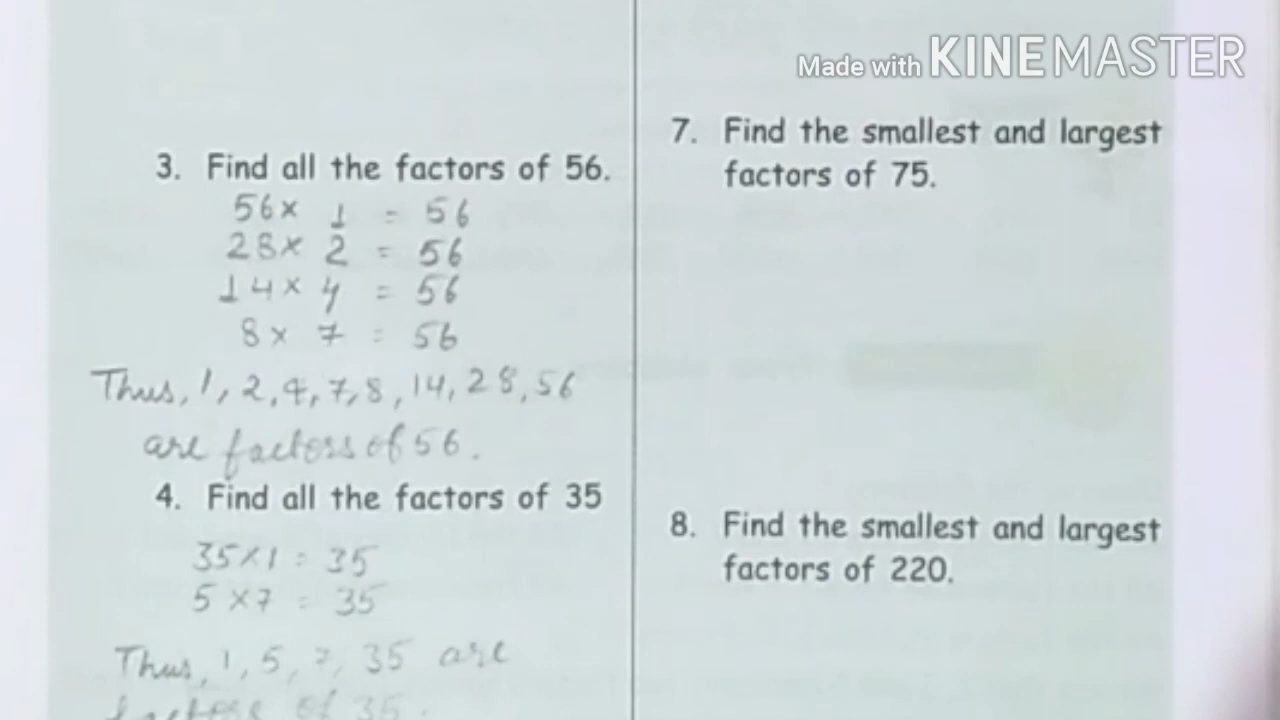 Made with KINEMASTER
3. Find all the factors of 56.
56 × 1 = 56
28 × 2 = 56
14 × 4 = 56
8 × 7 = 56
Thus, 1, 2, 4, 7, 8, 14, 28, 56
are factors of 56.
4. Find all the factors of 35
35 × 1 = 35
5 × 7 = 35
Thus, 1, 5, 7, 35 are
factors of 35.
7. Find the smallest and largest
factors of 75.
8. Find the smallest and largest
factors of 220.